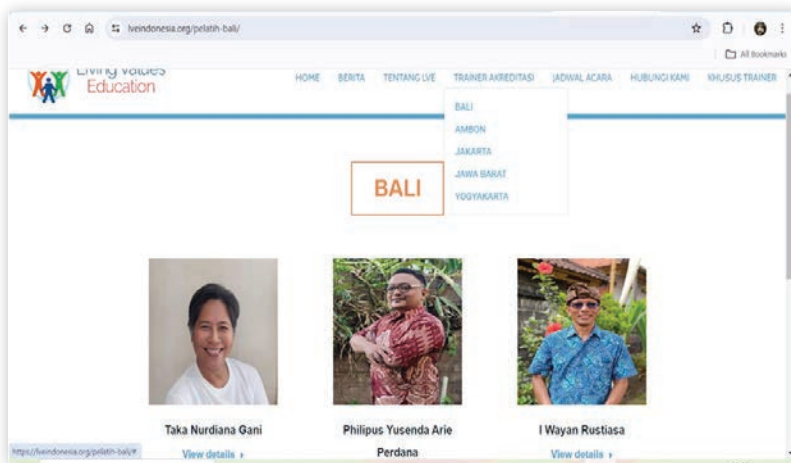 lveindonesia.org/pelatih-bali/
All Bookmarks
Living Values
Education
HOME BERITA TENTANG LVE TRAINER AKREDITASI JADWAL ACARA HUBUNGI KAMI KHUSUS TRAINER
BALI
AMBON
JAKARTA
JAWA BARAT
YOGYAKARTA
BALI
Taka Nurdiana Gani
Philipus Yusenda Arie
Perdana
I Wayan Rustiasa
View details ›
View details ›
https://lveindonesia.org/pelatih-bali/#